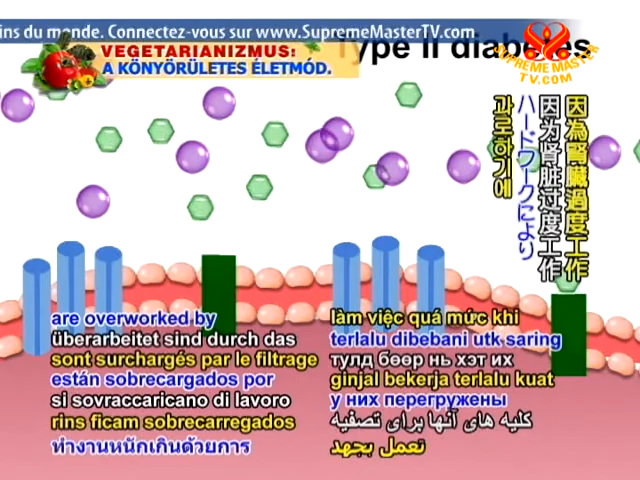 ins du monde. Connectez-vous sur www.SupremeMasterTV.com
VEGETARIANIZMUS:
A KÖNYÖRÜLETES ÉLETMÓD.
Type II diabetes
SUPREME MASTER
TV.COM
因為腎臟過度工作
因为肾脏过度工作
ハードワークにより
과로하기에
are overworked by
überarbeitet sind durch das
sont surchargés par le filtrage
están sobrecargados por
si sovraccaricano di lavoro
rins ficam sobrecarregados
ทำงานหนักเกินด้วยการ
làm việc quá mức khi
terlalu dibebani utk saring
тулд бөөр нь хэт их
ginjal bekerja terlalu kuat
у них перегружены
کلیه های آنها برای تصفیه
تعمل بجهد